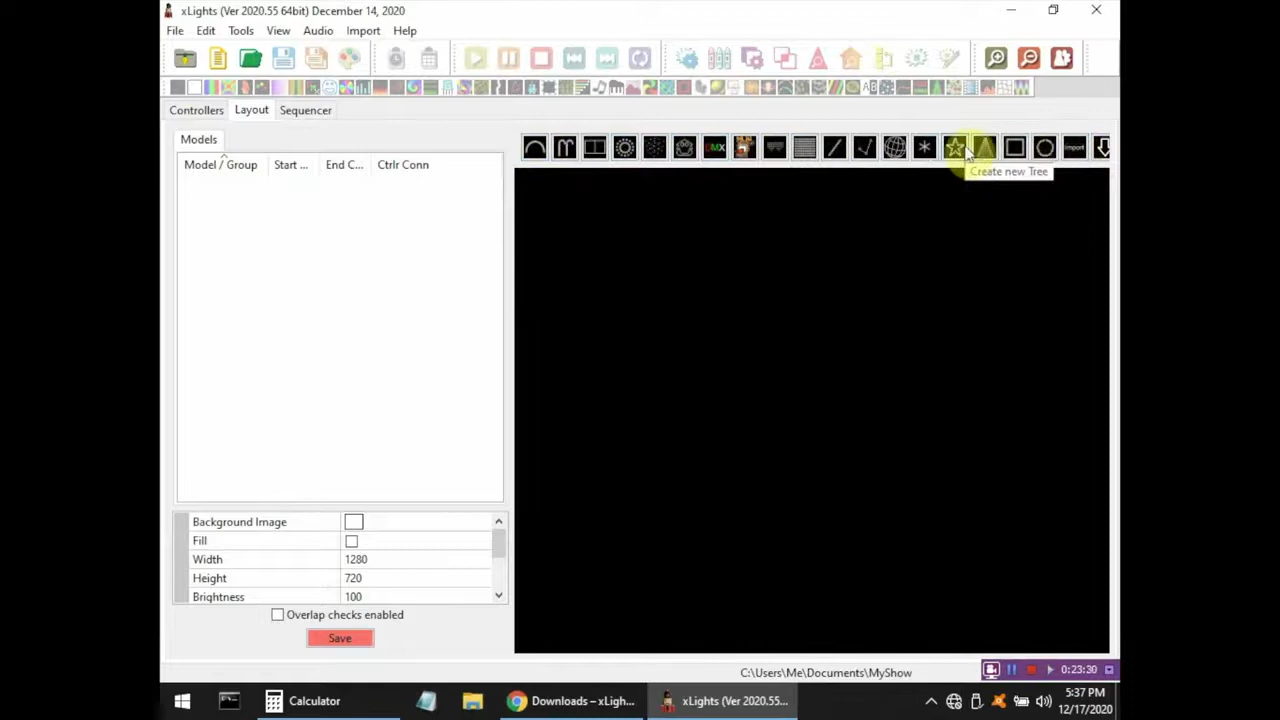 xLights (Ver 2020.55 64bit) December 14, 2020
File Edit Tools View Audio Import Help
Controllers Layout Sequencer
Models
Model / Group Start ... End C... Ctrlr Conn
DMX
Import
Create new Tree
Background Image
Fill
Width 1280
Height 720
Brightness 100
Overlap checks enabled
Save
C:\Users\Me\Documents\MyShow
0:23:30
Calculator
Downloads – xLigh...
xLights (Ver 2020.55...
5:37 PM
12/17/2020